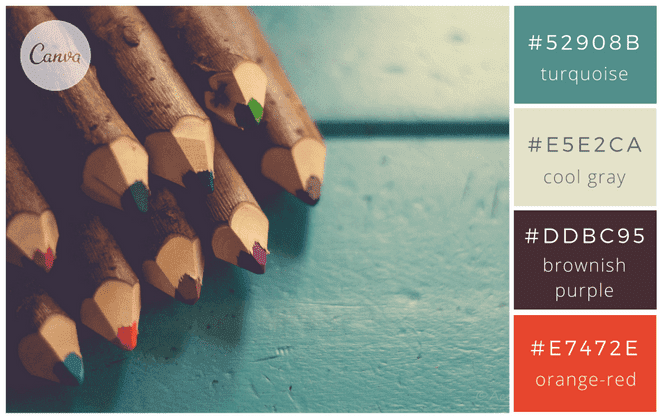 Canva
#52908B
turquoise
#E5E2CA
cool gray
#DDBC95
brownish
purple
#E7472E
orange-red